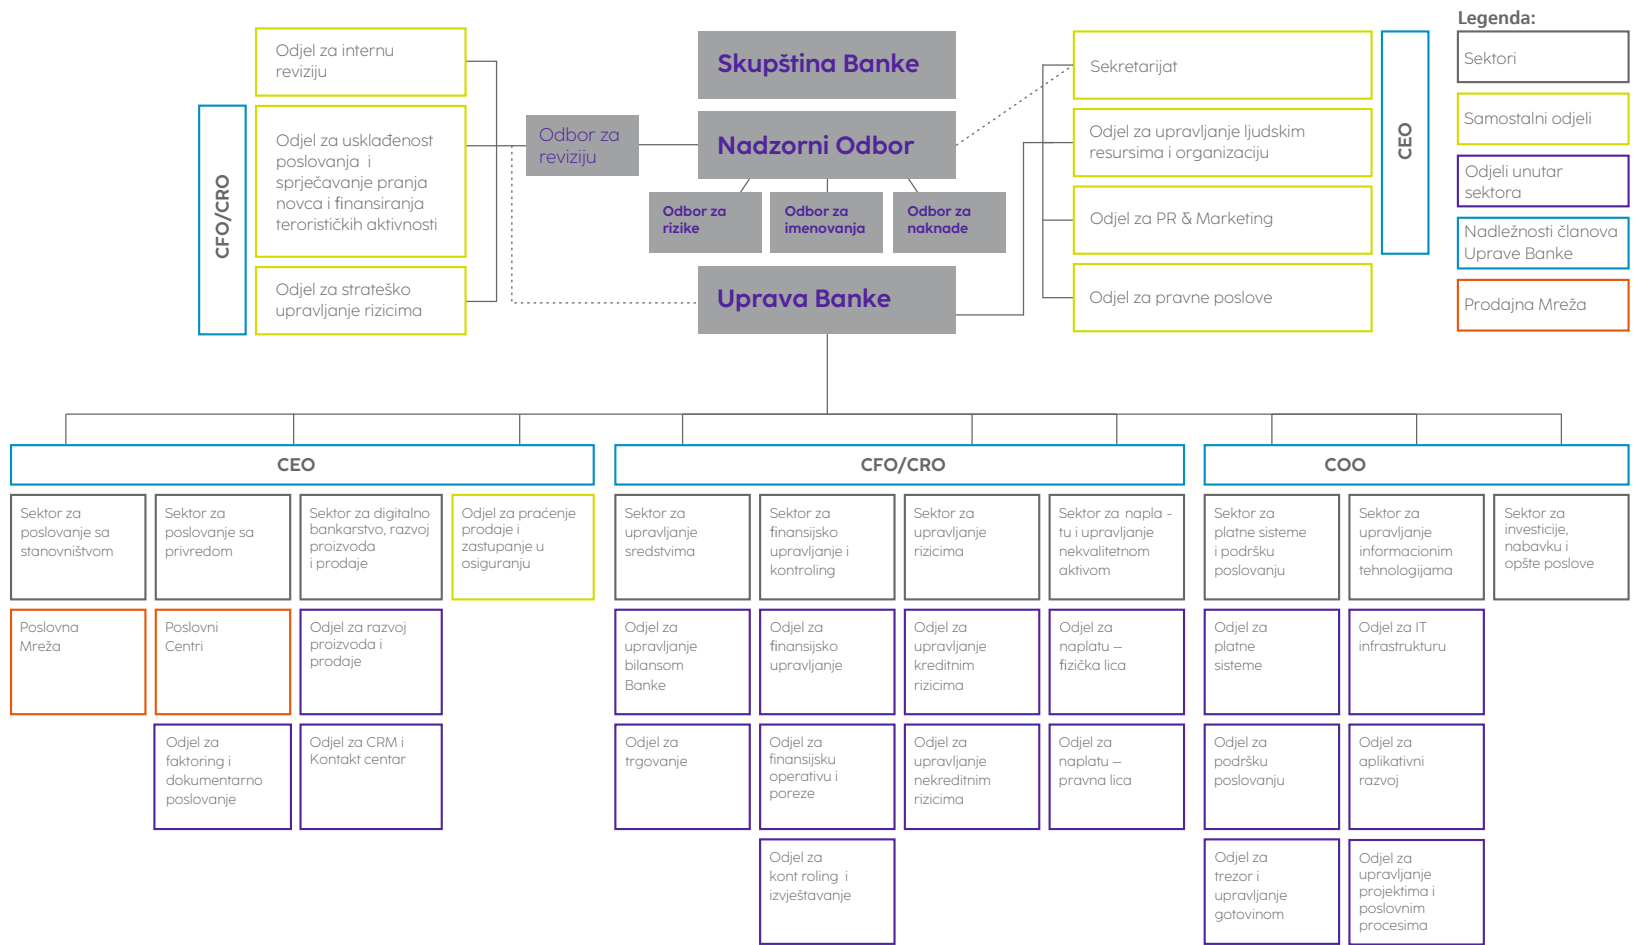 Legenda:
Sektori
Samostalni odjeli
Odjeli unutar
sektora
Nadležnosti članova
Uprave Banke
Prodajna Mreža
Skupština Banke
Nadzorni Odbor
Odbor za
reviziju
Odbor za
rizike
Odbor za
imenovanja
Odbor za
naknade
Uprava Banke
CFO/CRO
Odjel za internu
reviziju
Odjel za usklađenost
poslovanja i
sprječavanje pranja
novca i finansiranja
terorističkih aktivnosti
Odjel za strateško
upravljanje rizicima
Sekretarijat
Odjel za upravljanje ljudskim
resursima i organizaciju
Odjel za PR & Marketing
Odjel za pravne poslove
CEO
CEO
Sektor za
poslovanje sa
stanovništvom
Sektor za
poslovanje sa
privredom
Sektor za digitalno
bankarstvo, razvoj
proizvoda
i prodaje
Odjel za praćenje
prodaje i
zastupanje u
osiguranju
Poslovna
Mreža
Poslovni
Centri
Odjel za razvoj
proizvoda i
prodaje
Odjel za
faktoring i
dokumentarno
poslovanje
Odjel za CRM i
Kontakt centar
CFO/CRO
Sektor za
upravljanje
sredstvima
Sektor za
finansijsko
upravljanje i
kontroling
Sektor za
upravljanje
rizicima
Sektor za napla -
tu i upravljanje
nekvalitetnom
aktivom
Odjel za
upravljanje
bilansom
Banke
Odjel za
finansijsko
upravljanje
Odjel za
upravljanje
kreditnim
rizicima
Odjel za
naplatu –
fizička lica
Odjel za
trgovanje
Odjel za
finansijsku
operativu i
poreze
Odjel za
upravljanje
nekreditnim
rizicima
Odjel za
naplatu –
pravna lica
Odjel za
kont roling i
izvještavanje
COO
Sektor za
platne sisteme
i podršku
poslovanju
Sektor za
upravljanje
informacionim
tehnologijama
Sektor za
investicije,
nabavku i
opšte poslove
Odjel za
platne
sisteme
Odjel za IT
infrastrukturu
Odjel za
podršku
poslovanju
Odjel za
aplikativni
razvoj
Odjel za
trezor i
upravljanje
gotovinom
Odjel za
upravljanje
projektima i
poslovnim
procesima